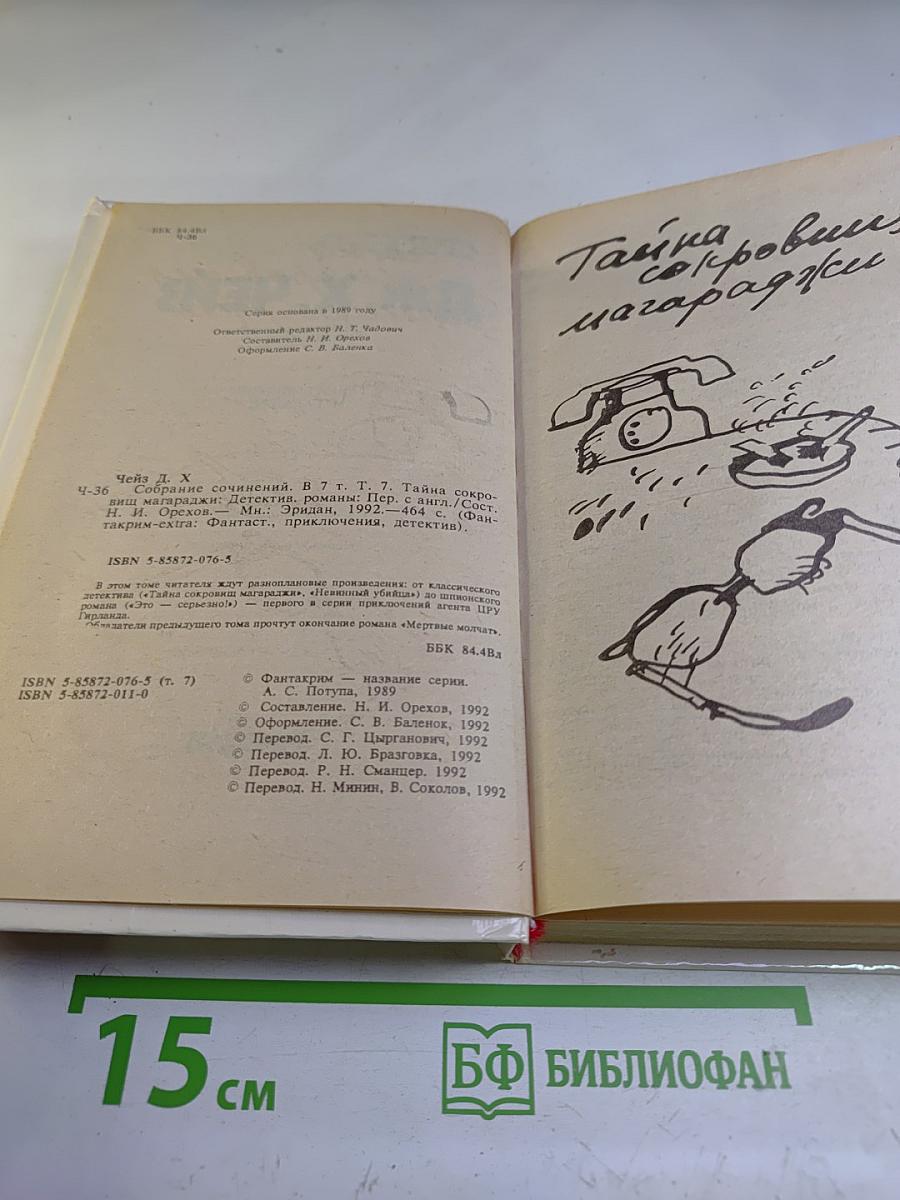 ББК 84.4Вл
Ч-36
Серия основана в 1989 году
Ответственный редактор Н. Т. Чадович
Составитель Н. И. Орехов
Оформление С. В. Баленка
Чейз Д. Х
Ч-36 Собрание сочинений. В 7 т. Т. 7. Тайна сокро-
вищ магараджи: Детектив. романы: Пер. с англ./Сост.
Н. И. Орехов.— Мн.: Эридан, 1992.—464 с. (Фан-
такрим-extra: Фантаст., приключения, детектив).
ISBN 5-85872-076-5
В этом томе читателя ждут разноплановые произведения: от классического
детектива («Тайна сокровищ магараджи», «Невинный убийца») до шпионского
романа («Это — серьезно!») — первого в серии приключений агента ЦРУ
Гирланда.
Обладатели предыдущего тома прочтут окончание романа «Мертвые молчат».
ББК 84.4Вл
ISBN 5-85872-076-5 (т. 7)
ISBN 5-85872-011-0
© Фантакрим — название серии.
А. С. Потупа, 1989
© Составление. Н. И. Орехов, 1992
© Оформление. С. В. Баленок, 1992
© Перевод. С. Г. Цырганович, 1992
© Перевод. Л. Ю. Бразговка, 1992
© Перевод. Р. Н. Сманцер. 1992
© Перевод. Н. Минин, В. Соколов, 1992
Тайна
сокровищ
магараджи
15 см
БФ БИБЛИОФАН